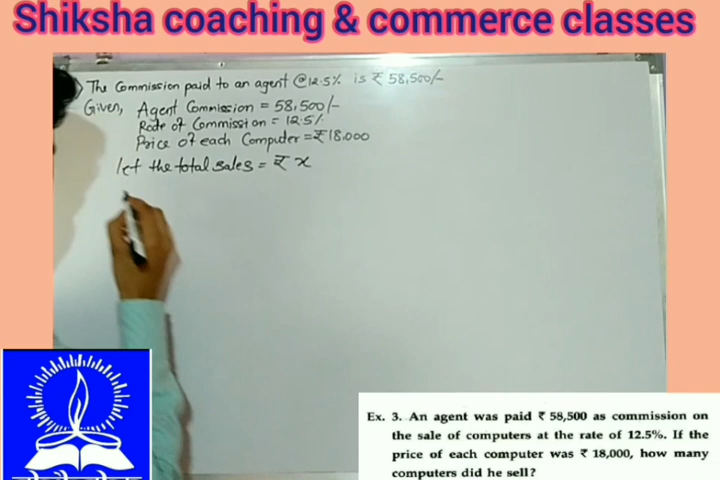 Shiksha coaching & commerce classes
The Commission paid to an agent @12.5% is ₹ 58,500/-
Given, Agent Commission = 58,500/-
Rate of Commission = 12.5%
Price of each Computer = ₹18,000
let the total sales = ₹ x
Ex. 3. An agent was paid ₹ 58,500 as commission on
the sale of computers at the rate of 12.5%. If the
price of each computer was ₹ 18,000, how many
computers did he sell?